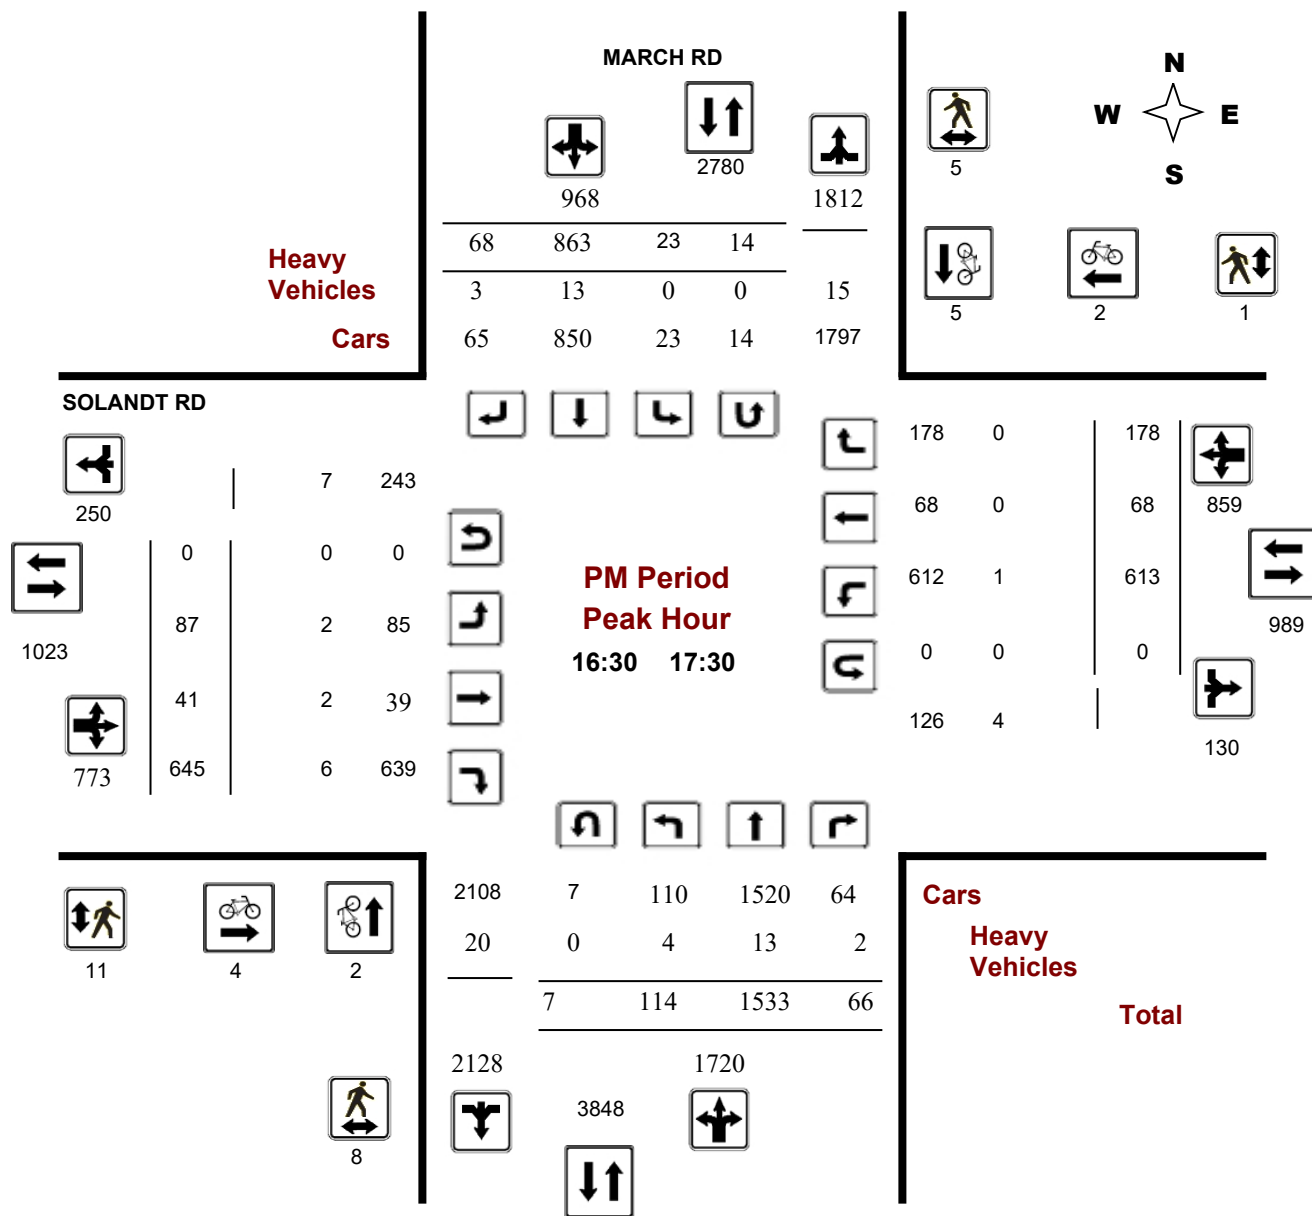 MARCH RD
N
W E
S
2780
5
968
1812
68 863 23 14
Heavy
Vehicles
3 13 0 0 15
5 2 1
Cars
65 850 23 14 1797
SOLANDT RD
178 0 178
7 243
250
68 0 68 859
0 0 0
PM Period
612 1 613
Peak Hour
87 2 85
989
1023
16:30 17:30
0 0 0
41 2 39
126 4
130
773
645 6 639
2108 7 110 1520 64
Cars
20 0 4 13 2
Heavy
Vehicles
11 4 2
7 114 1533 66
Total
2128 1720
3848
8